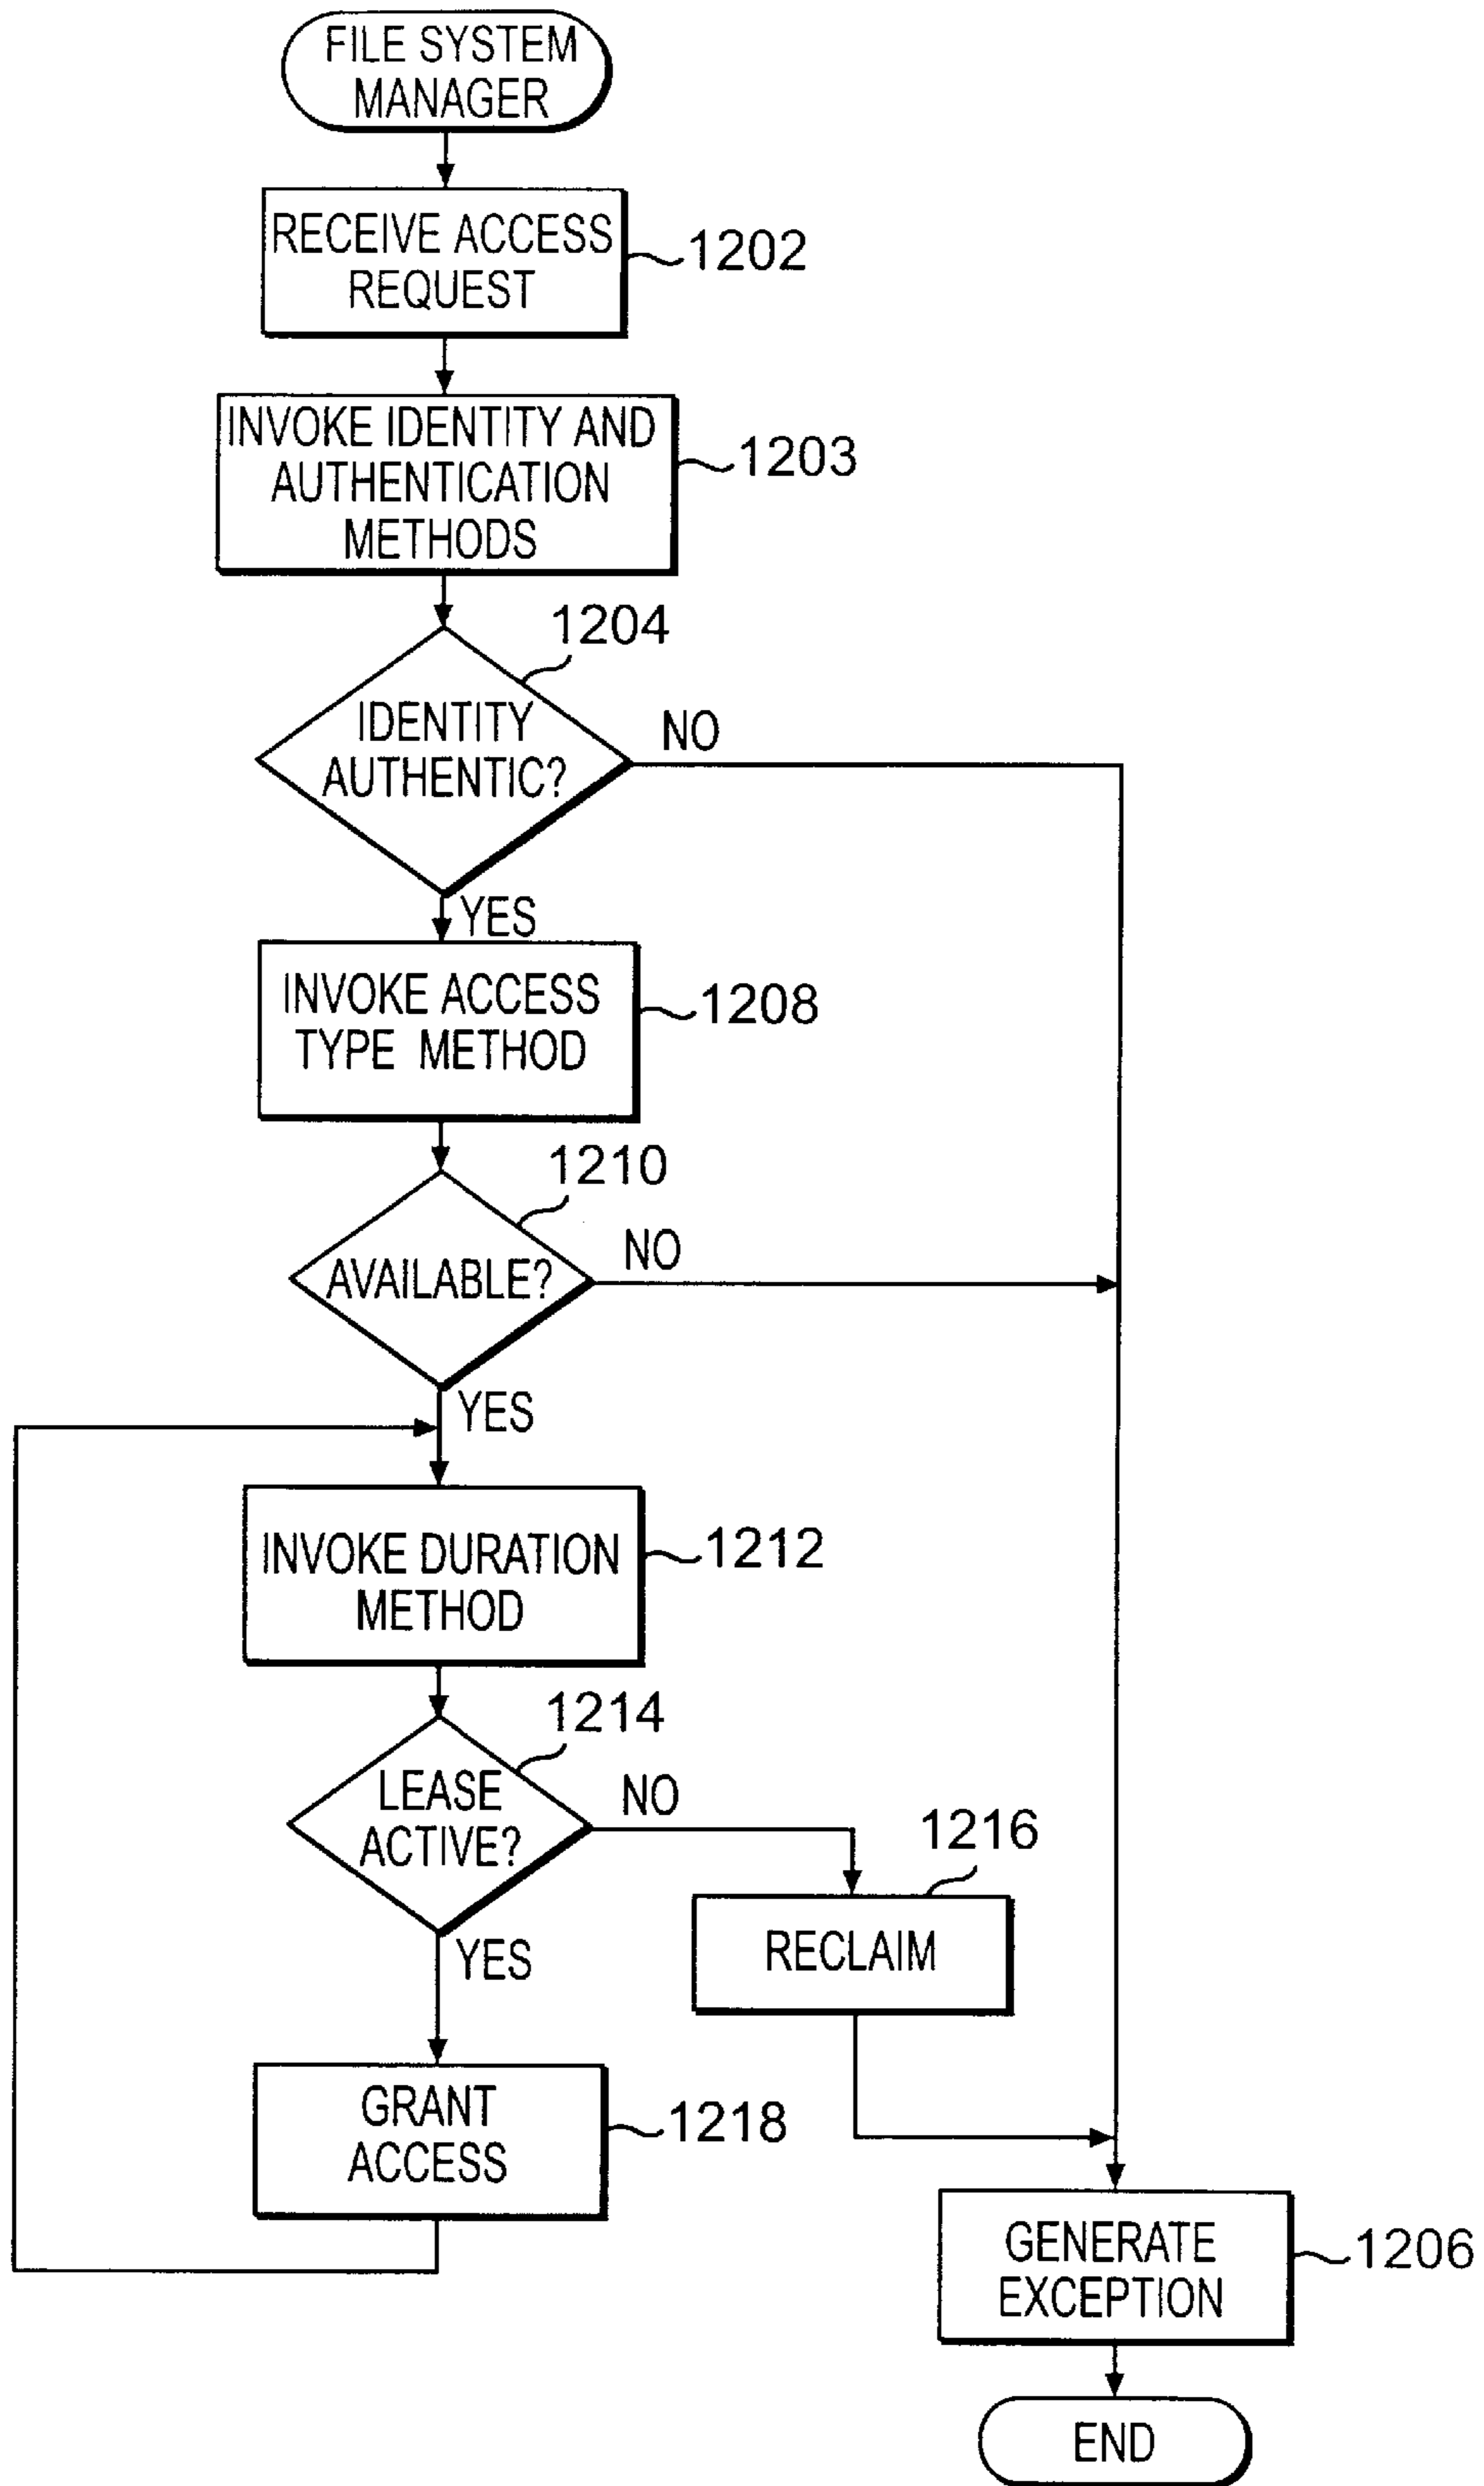 FILE SYSTEM
MANAGER
RECEIVE ACCESS
REQUEST
1202
INVOKE IDENTITY AND
AUTHENTICATION
METHODS
1203
1204
IDENTITY
AUTHENTIC?
NO
YES
INVOKE ACCESS
TYPE METHOD
1208
1210
AVAILABLE?
NO
YES
INVOKE DURATION
METHOD
1212
1214
LEASE
ACTIVE?
NO
YES
1216
RECLAIM
GRANT
ACCESS
1218
GENERATE
EXCEPTION
1206
END